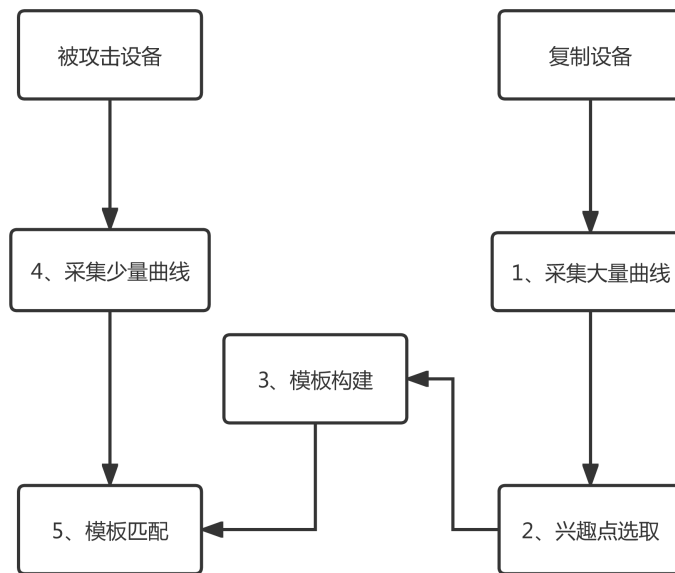 被攻击设备
复制设备
4、采集少量曲线
1、采集大量曲线
3、模板构建
5、模板匹配
2、兴趣点选取